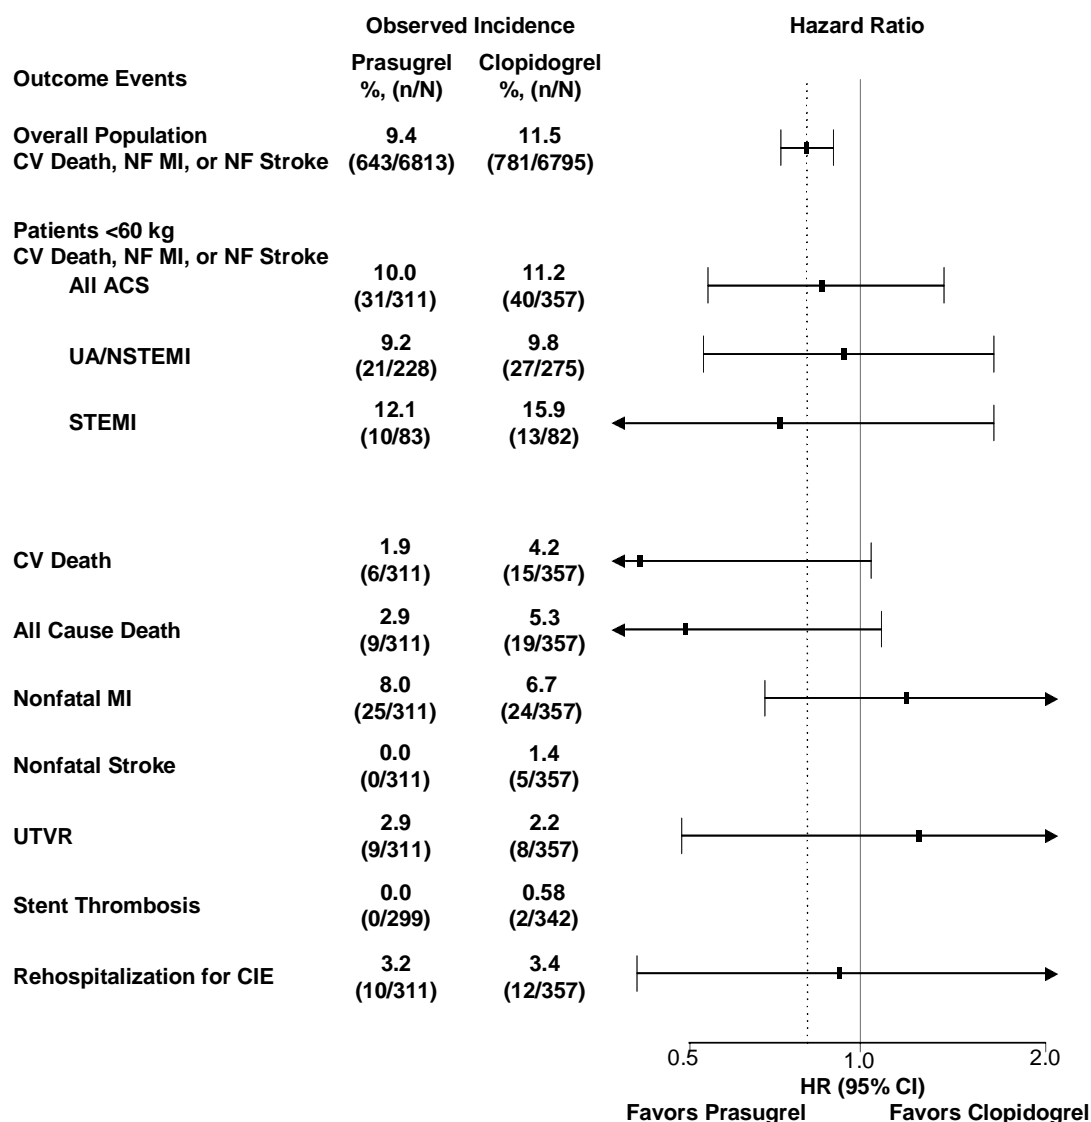 Observed Incidence Hazard Ratio
Outcome Events Prasugrel Clopidogrel
%, (n/N) %, (n/N)
Overall Population 9.4 11.5
CV Death, NF MI, or NF Stroke (643/6813) (781/6795)
Patients <60 kg
CV Death, NF MI, or NF Stroke
All ACS 10.0 11.2
(31/311) (40/357)
UA/NSTEMI 9.2 9.8
(21/228) (27/275)
STEMI 12.1 15.9
(10/83) (13/82)
CV Death 1.9 4.2
(6/311) (15/357)
All Cause Death 2.9 5.3
(9/311) (19/357)
Nonfatal MI 8.0 6.7
(25/311) (24/357)
Nonfatal Stroke 0.0 1.4
(0/311) (5/357)
UTVR 2.9 2.2
(9/311) (8/357)
Stent Thrombosis 0.0 0.58
(0/299) (2/342)
Rehospitalization for CIE 3.2 3.4
(10/311) (12/357)
0.5 1.0 2.0
HR (95% CI)
Favors Prasugrel Favors Clopidogrel